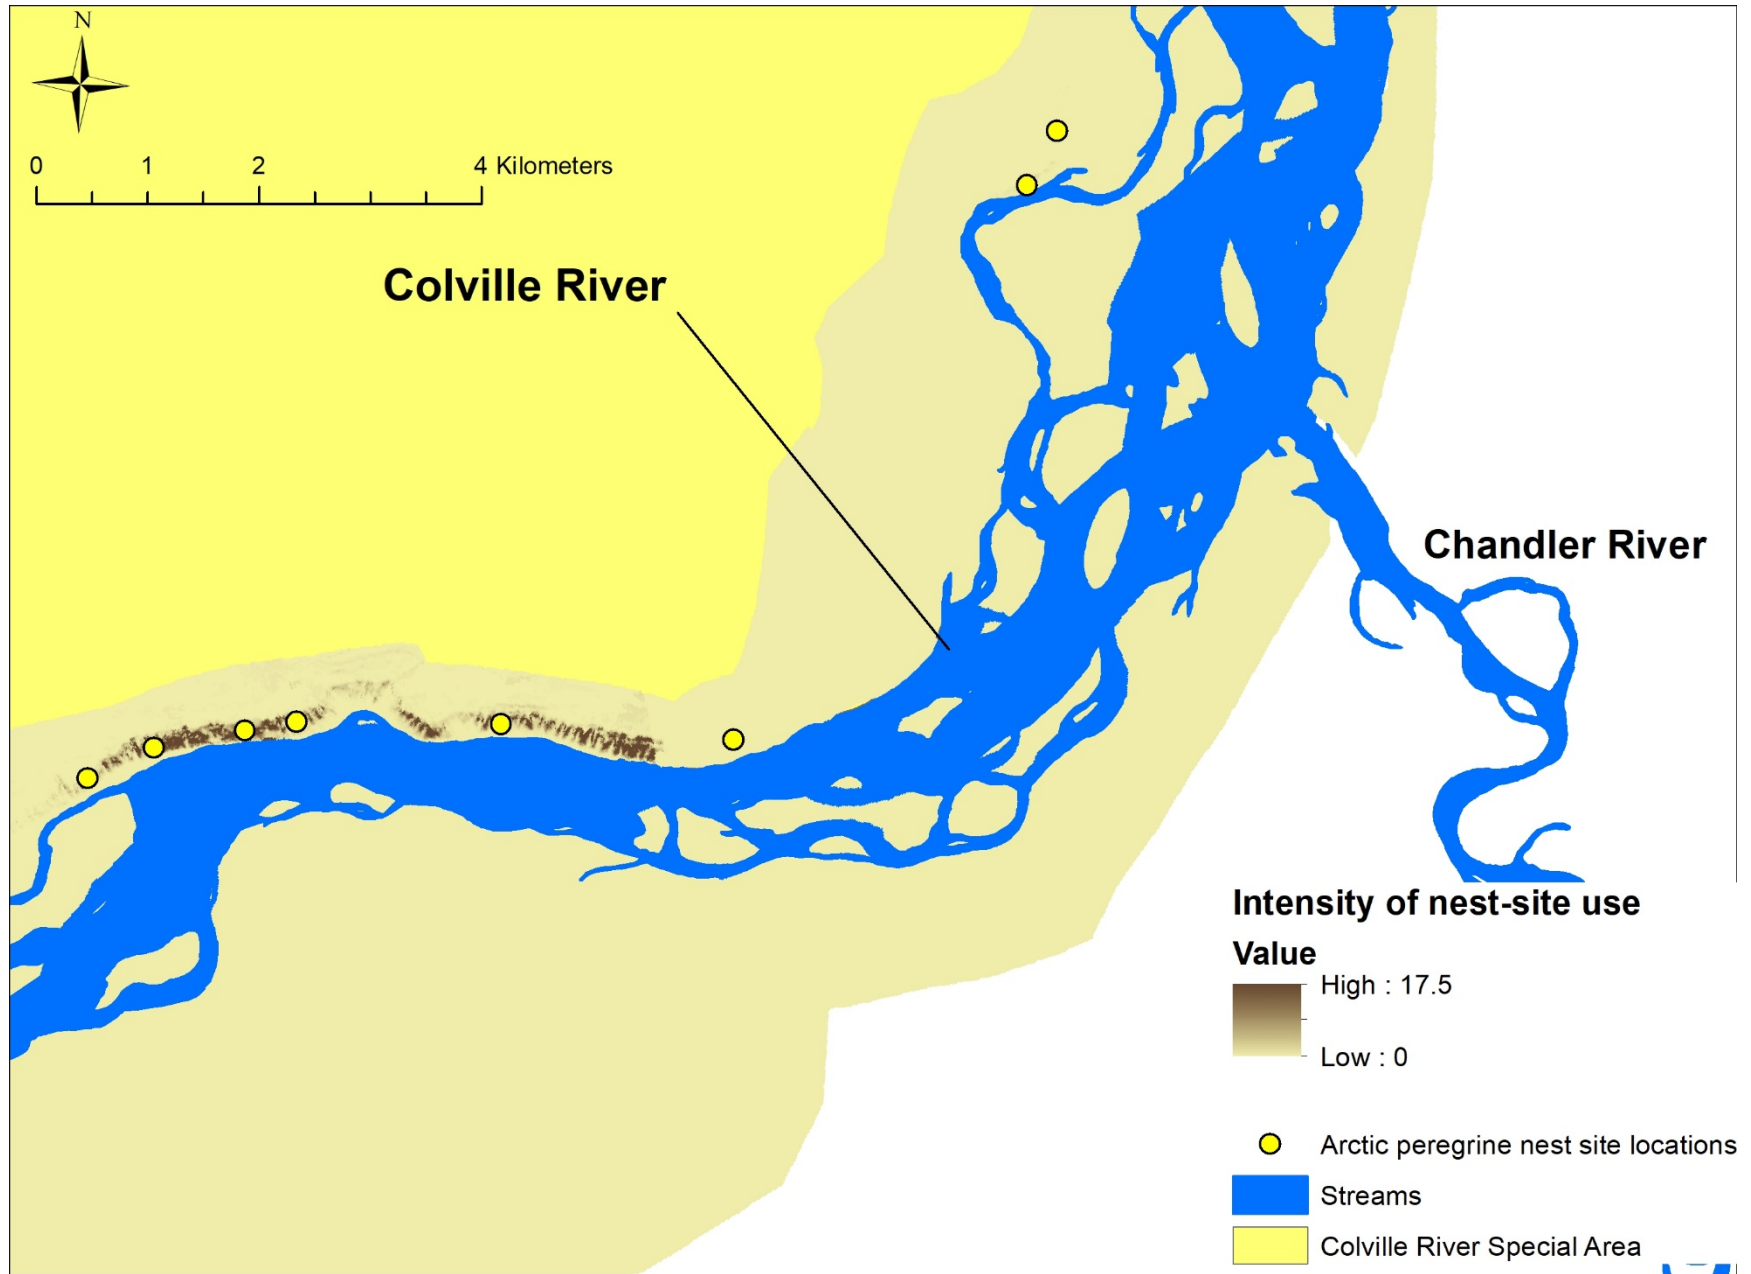 N
0 1 2 4 Kilometers
Colville River
Chandler River
Intensity of nest-site use
Value
High : 17.5
Low : 0
Arctic peregrine nest site locations
Streams
Colville River Special Area